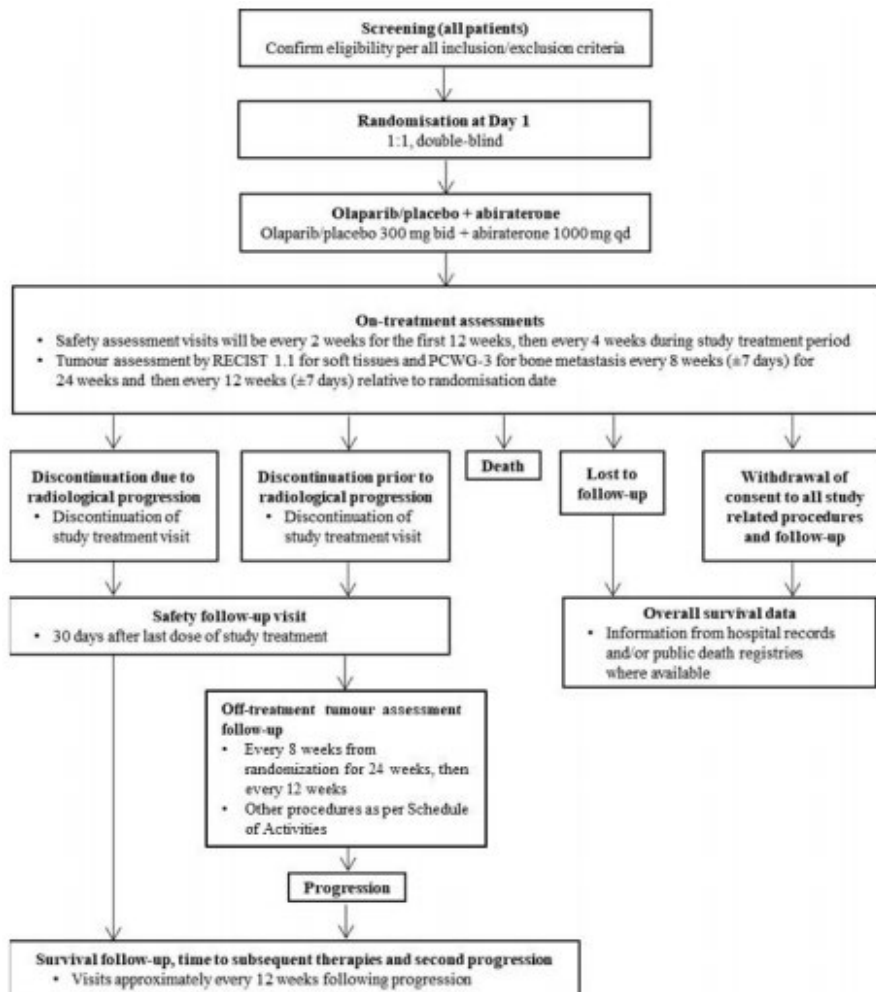 Screening (all patients)
Confirm eligibility per all inclusion/exclusion criteria
Randomisation at Day 1
1:1, double-blind
Olaparib/placebo + abiraterone
Olaparib/placebo 300 mg bid + abiraterone 1000 mg qd
On-treatment assessments
• Safety assessment visits will be every 2 weeks for the first 12 weeks, then every 4 weeks during study treatment period
• Tumour assessment by RECIST 1.1 for soft tissues and PCWG-3 for bone metastasis every 8 weeks (±7 days) for
24 weeks and then every 12 weeks (±7 days) relative to randomisation date
Discontinuation due to
radiological progression
• Discontinuation of
study treatment visit
Discontinuation prior to
radiological progression
• Discontinuation of
study treatment visit
Death
Lost to
follow-up
Withdrawal of
consent to all study
related procedures
and follow-up
Safety follow-up visit
• 30 days after last dose of study treatment
Overall survival data
• Information from hospital records
and/or public death registries
where available
Off-treatment tumour assessment
follow-up
• Every 8 weeks from
randomization for 24 weeks, then
every 12 weeks
• Other procedures as per Schedule
of Activities
Progression
Survival follow-up, time to subsequent therapies and second progression
• Visits approximately every 12 weeks following progression